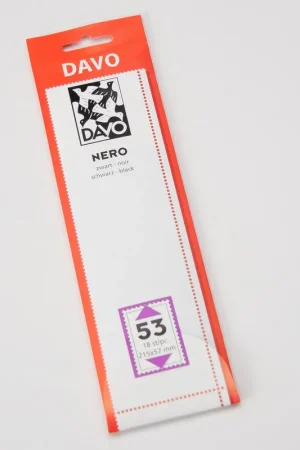 DAVO
DAVO
NERO
zwart - noir
schwarz - black
53
18 st/pc
215x57 mm